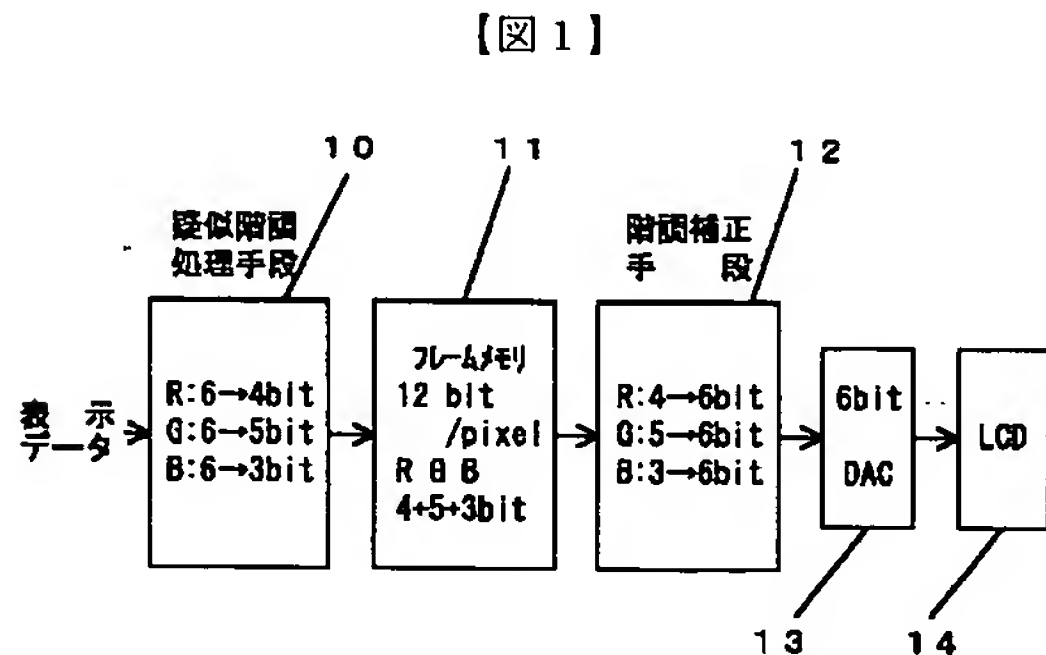 【図１】
１０
１１
１２
疑似階調
処理手段
階調補正
手段
表示
データ
R:6→4bit
G:6→5bit
B:6→3bit
フレームメモリ
12 bit
/pixel
R G B
4+5+3bit
R:4→6bit
G:5→6bit
B:3→6bit
6bit
DAC
LCD
１３
１４